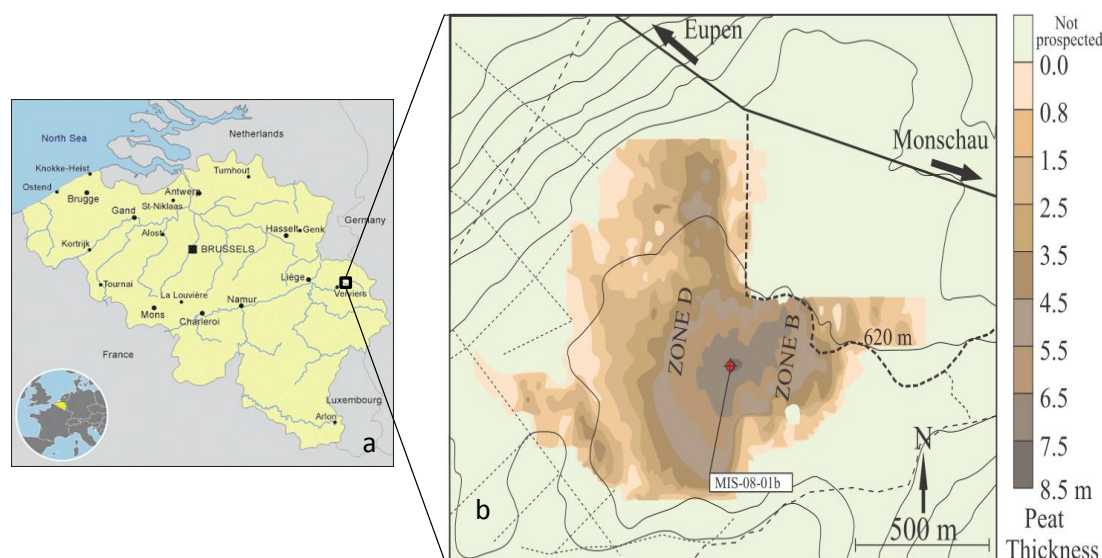 North Sea
Netherlands
Knokke-Heist
Ostend
Brugge
Antwerp
Turnhout
St-Niklaas
Gand
Alost
Kortrijk
BRUSSELS
Hasselt
Genk
Germany
Tournai
La Louvière
Mons
Charleroi
Namur
Liège
Verviers
France
Luxembourg
Arlon
a
Eupen
Monschau
ZONE D
ZONE B
620 m
MIS-08-01b
N
500 m
b
Not
prospected
0.0
0.8
1.5
2.5
3.5
4.5
5.5
6.5
7.5
8.5 m
Peat
Thickness